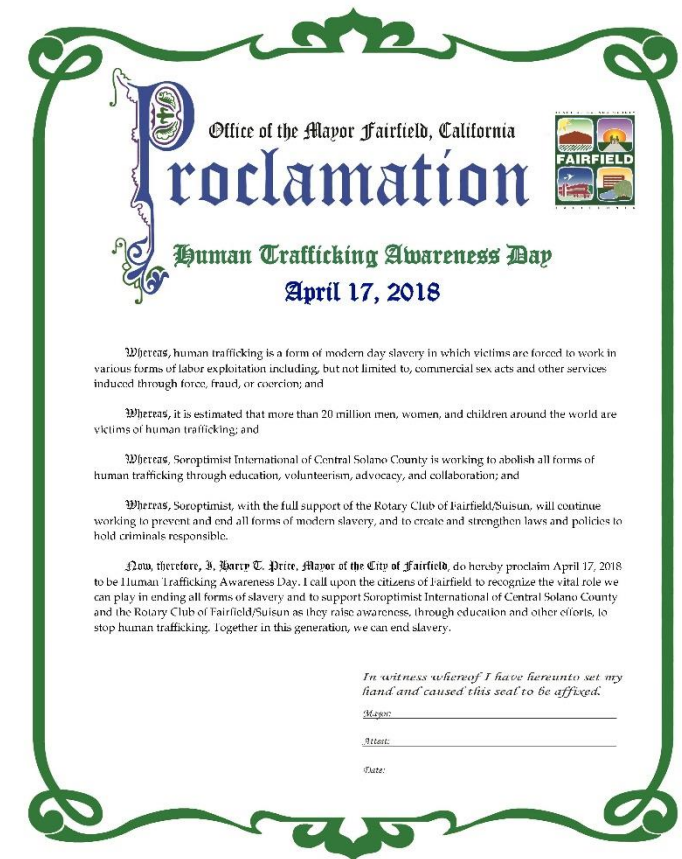 Office of the Mayor Fairfield, California
Proclamation
FAIRFIELD
Human Trafficking Awareness Day
April 17, 2018
Whereas, human trafficking is a form of modern day slavery in which victims are forced to work in
various forms of labor exploitation including, but not limited to, commercial sex acts and other services
induced through force, fraud, or coercion; and
Whereas, it is estimated that more than 20 million men, women, and children around the world are
victims of human trafficking; and
Whereas, Soroptimist International of Central Solano County is working to abolish all forms of
human trafficking through education, volunteerism, advocacy, and collaboration; and
Whereas, Soroptimist, with the full support of the Rotary Club of Fairfield/Suisun, will continue
working to prevent and end all forms of modern slavery, and to create and strengthen laws and policies to
hold criminals responsible.
Now, therefore, I, Harry T. Price, Mayor of the City of Fairfield, do hereby proclaim April 17, 2018
to be Human Trafficking Awareness Day. I call upon the citizens of Fairfield to recognize the vital role we
can play in ending all forms of slavery and to support Soroptimist International of Central Solano County
and the Rotary Club of Fairfield/Suisun as they raise awareness, through education and other efforts, to
stop human trafficking. Together in this generation, we can end slavery.
In witness whereof I have hereunto set my
hand and caused this seal to be affixed.
Mayor:
Attest:
Date: